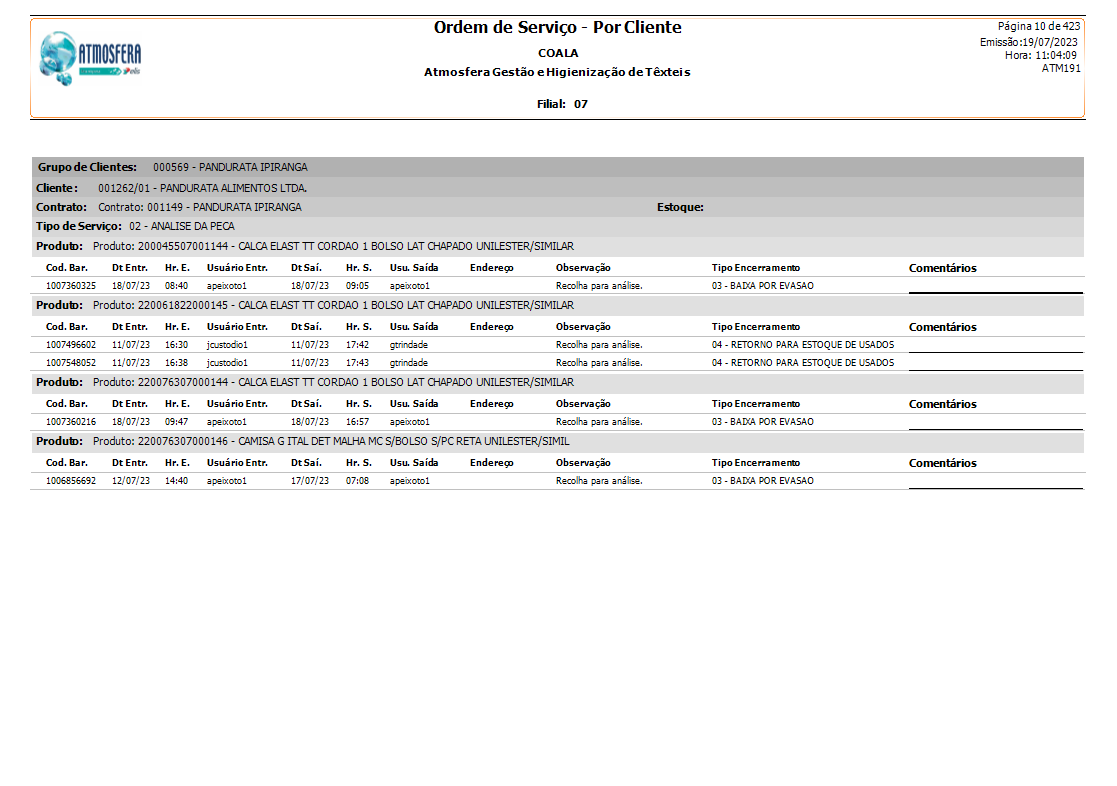 ATMOSFERA
Ordem de Serviço - Por Cliente
COALA
Atmosfera Gestão e Higienização de Têxteis
Filial: 07
Página 10 de 423
Emissão:19/07/2023
Hora: 11:04:09
ATM191
Grupo de Clientes: 000569 - PANDURATA IPIRANGA
Cliente: 001262/01 - PANDURATA ALIMENTOS LTDA.
Contrato: Contrato: 001149 - PANDURATA IPIRANGA Estoque:
Tipo de Serviço: 02 - ANALISE DA PECA
Produto: Produto: 200045507001144 - CALCA ELAST TT CORDAO 1 BOLSO LAT CHAPADO UNILESTER/SIMILAR
Cod. Bar. Dt Entr. Hr. E. Usuário Entr. Dt Saí. Hr. S. Usu. Saída Endereço Observação Tipo Encerramento Comentários
1007360325 18/07/23 08:40 apeixoto1 18/07/23 09:05 apeixoto1 Recolha para análise. 03 - BAIXA POR EVASAO
Produto: Produto: 220061822000145 - CALCA ELAST TT CORDAO 1 BOLSO LAT CHAPADO UNILESTER/SIMILAR
Cod. Bar. Dt Entr. Hr. E. Usuário Entr. Dt Saí. Hr. S. Usu. Saída Endereço Observação Tipo Encerramento Comentários
1007496602 11/07/23 16:30 jcustodio1 11/07/23 17:42 gtrindade Recolha para análise. 04 - RETORNO PARA ESTOQUE DE USADOS
1007548052 11/07/23 16:38 jcustodio1 11/07/23 17:43 gtrindade Recolha para análise. 04 - RETORNO PARA ESTOQUE DE USADOS
Produto: Produto: 220076307000144 - CALCA ELAST TT CORDAO 1 BOLSO LAT CHAPADO UNILESTER/SIMILAR
Cod. Bar. Dt Entr. Hr. E. Usuário Entr. Dt Saí. Hr. S. Usu. Saída Endereço Observação Tipo Encerramento Comentários
1007360216 18/07/23 09:47 apeixoto1 18/07/23 16:57 apeixoto1 Recolha para análise. 03 - BAIXA POR EVASAO
Produto: Produto: 220076307000146 - CAMISA G ITAL DET MALHA MC S/BOLSO S/PC RETA UNILESTER/SIMIL
Cod. Bar. Dt Entr. Hr. E. Usuário Entr. Dt Saí. Hr. S. Usu. Saída Endereço Observação Tipo Encerramento Comentários
1006856692 12/07/23 14:40 apeixoto1 17/07/23 07:08 apeixoto1 Recolha para análise. 03 - BAIXA POR EVASAO